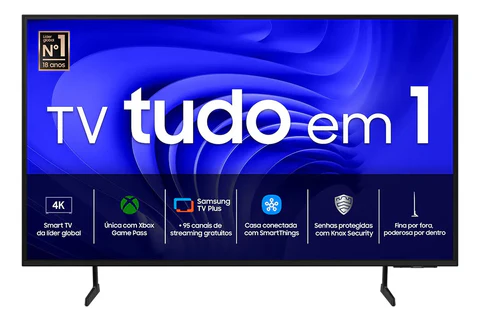 Líder
global
Nº1
18 anos
TV tudo em 1
4K
Smart TV
da líder global
Única com Xbox
Game Pass
Samsung
TV Plus
+95 canais de
streaming gratuitos
Casa conectada
com SmartThings
Senhas protegidas
com Knox Security
Fina por fora,
poderosa por dentro